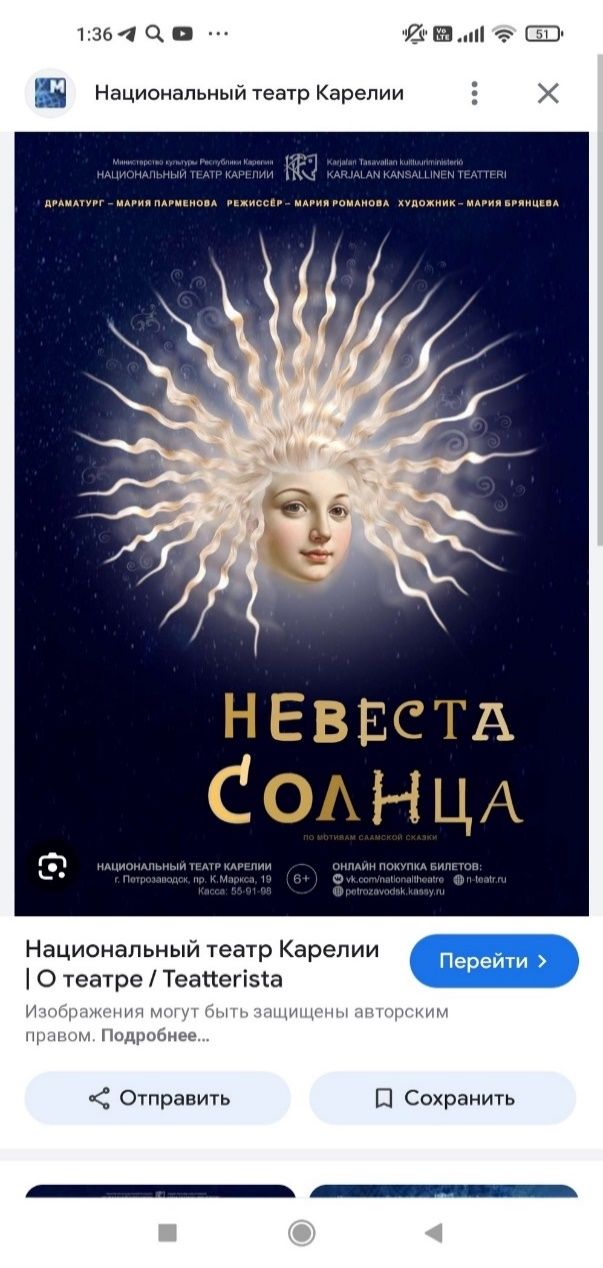 1:36
51
Национальный театр Карелии
Министерство культуры Республики Карелия
НАЦИОНАЛЬНЫЙ ТЕАТР КАРЕЛИИ
Karjalan Tasavallan kulttuuriministeriö
KARJALAN KANSALLINEN TEATTERI
ДРАМАТУРГ – МАРИЯ ПАРМЕНОВА РЕЖИССЁР – МАРИЯ РОМАНОВА ХУДОЖНИК – МАРИЯ БРЯНЦЕВА
НЕВЕСТА
СОЛНЦА
ПО МОТИВАМ СААМСКОЙ СКАЗКИ
НАЦИОНАЛЬНЫЙ ТЕАТР КАРЕЛИИ
г. Петрозаводск, пр. К.Маркса, 19
Касса: 55-91-98
6+
ОНЛАЙН ПОКУПКА БИЛЕТОВ:
vk.com/nationaltheatre n-teatr.ru
petrozavodsk.kassy.ru
Национальный театр Карелии
| О театре / Teatterista
Перейти
Изображения могут быть защищены авторским
правом. Подробнее...
Отправить
Сохранить